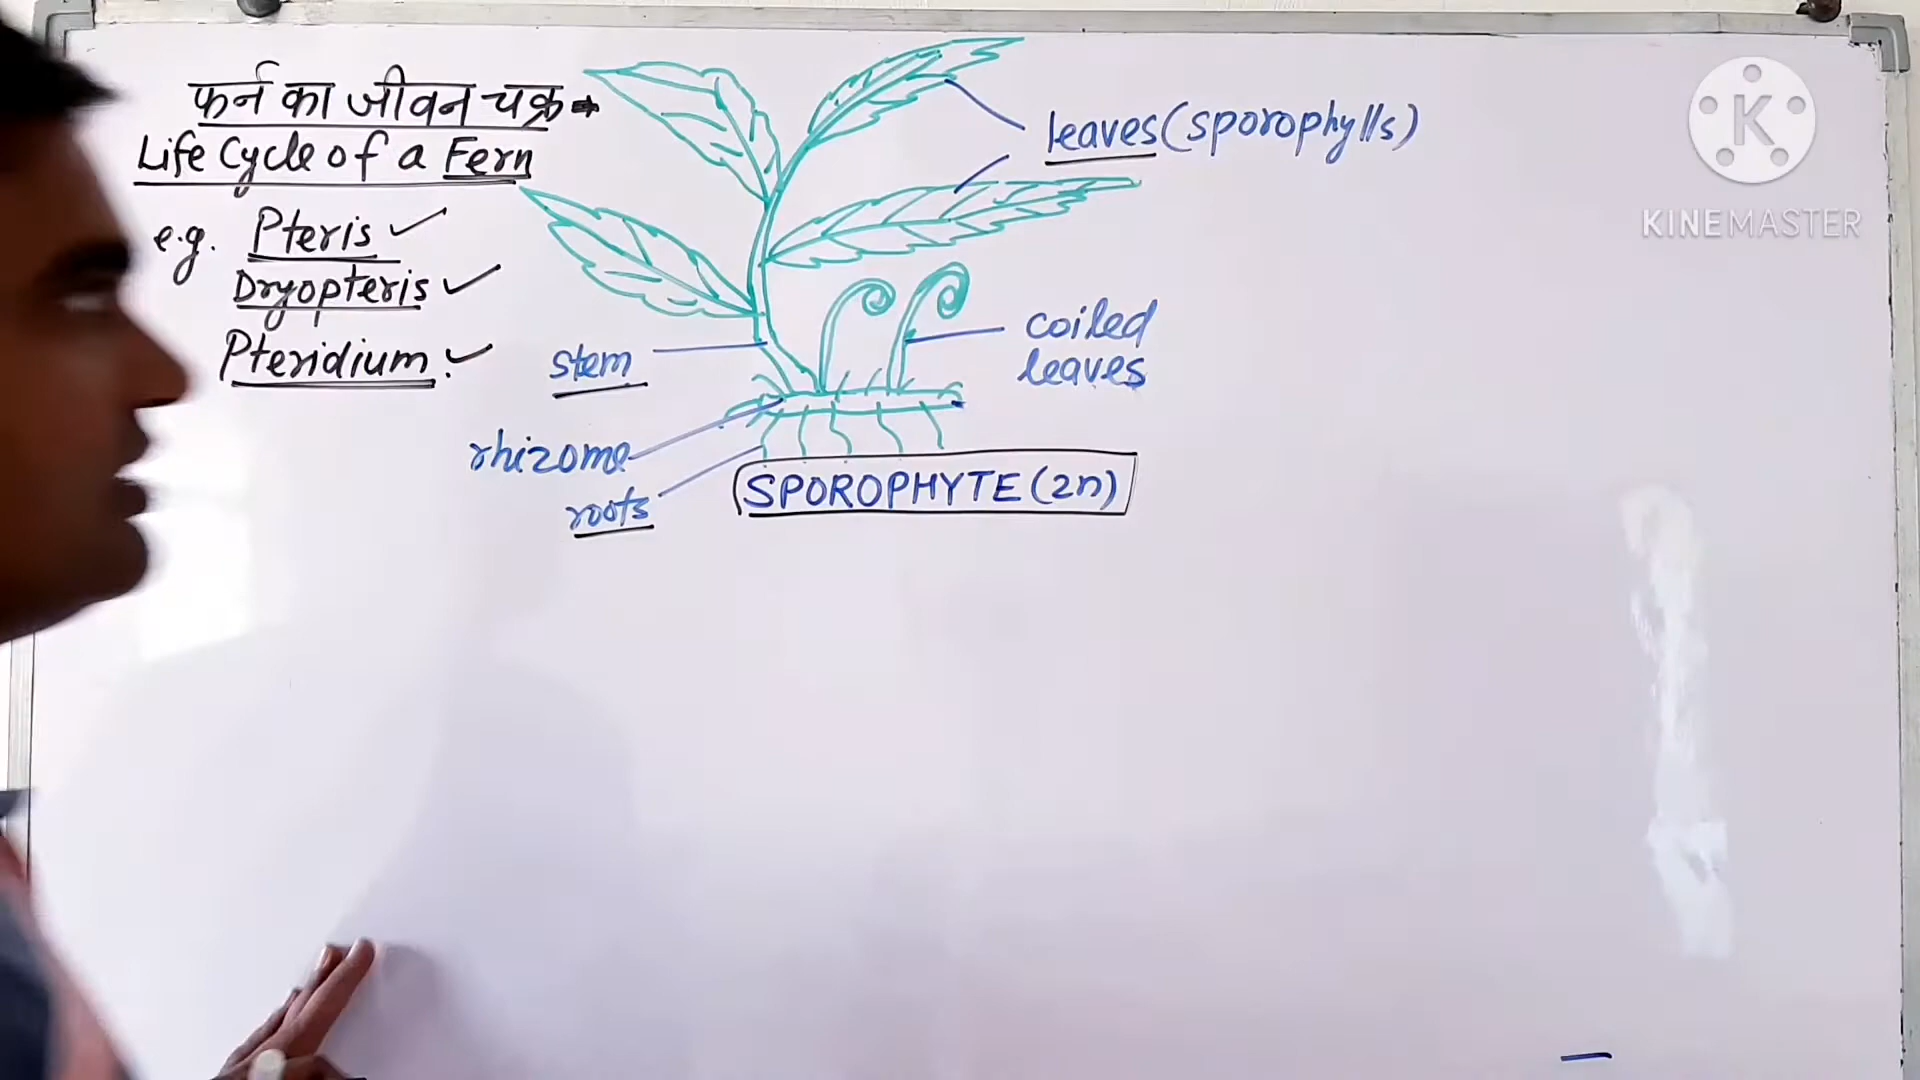 फर्न का जीवन चक्र
Life Cycle of a Fern
e.g. Pteris
Dryopteris
Pteridium
leaves (sporophylls)
coiled
leaves
stem
rhizome
roots
SPOROPHYTE (2n)
K
KINEMASTER